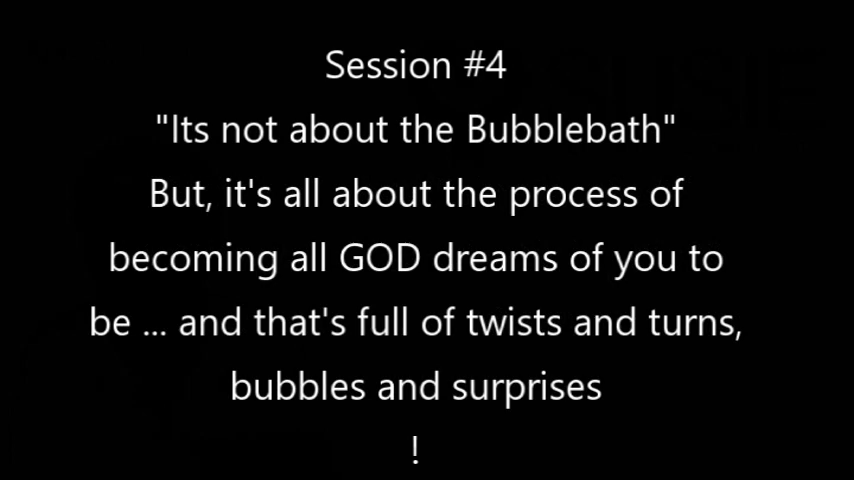 Session #4
"Its not about the Bubblebath"
But, it's all about the process of
becoming all GOD dreams of you to
be ... and that's full of twists and turns,
bubbles and surprises
!